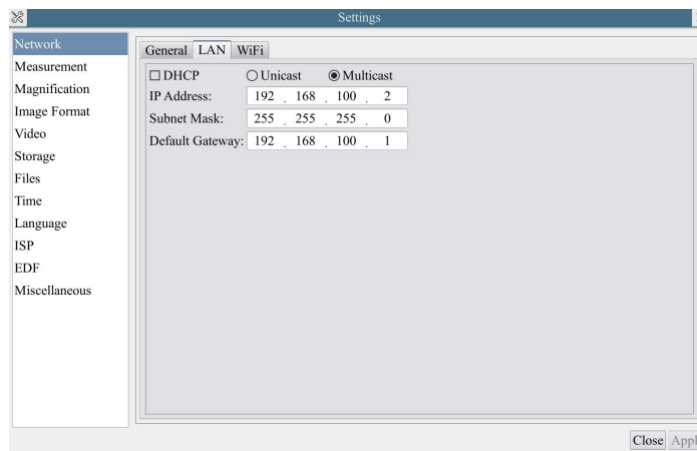 Settings
Network
Measurement
Magnification
Image Format
Video
Storage
Files
Time
Language
ISP
EDF
Miscellaneous
General LAN WiFi
DHCP Unicast Multicast
IP Address: 192 . 168 . 100 . 2
Subnet Mask: 255 . 255 . 255 . 0
Default Gateway: 192 . 168 . 100 . 1
Close Appl